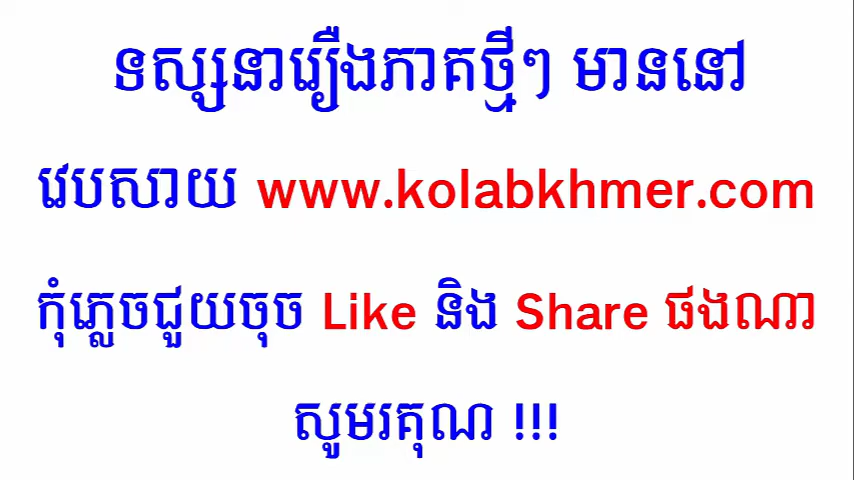 ទស្សនារឿងភាគថ្មីៗ មាននៅ
វេបសាយ www.kolabkhmer.com
កុំភ្លេចជួយចុច Like និង Share ផងណា
សូមរគុណ !!!